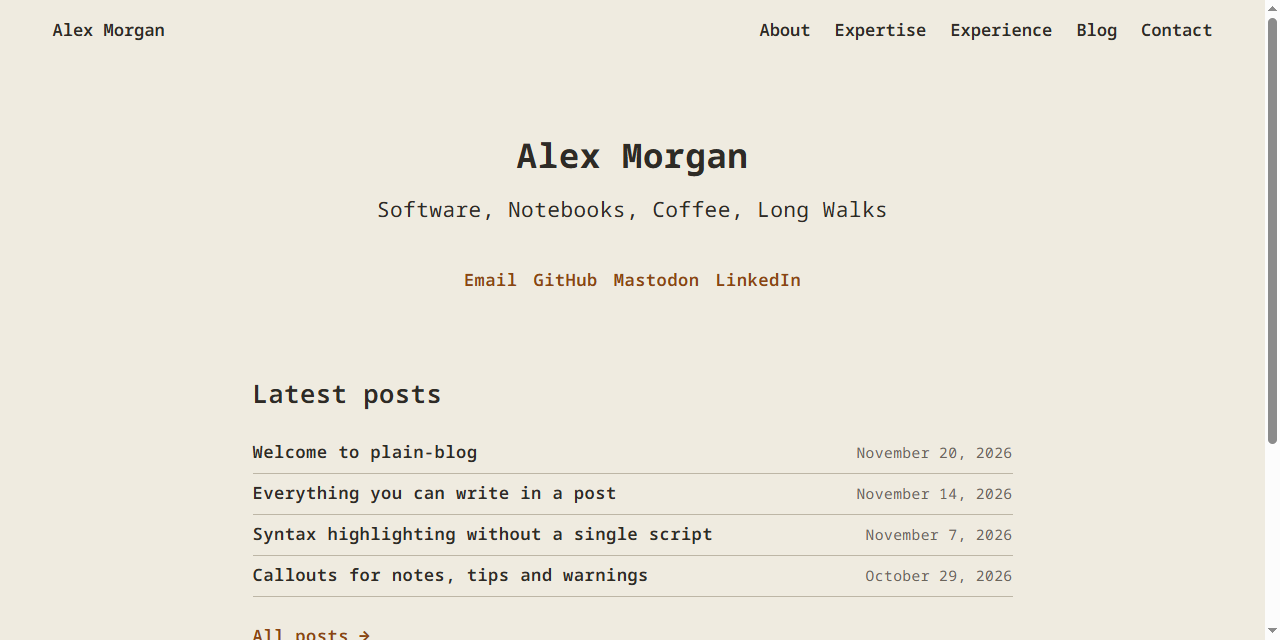 Alex Morgan
About Expertise Experience Blog Contact
Alex Morgan
Software, Notebooks, Coffee, Long Walks
Email GitHub Mastodon LinkedIn
Latest posts
Welcome to plain-blog November 20, 2026
Everything you can write in a post November 14, 2026
Syntax highlighting without a single script November 7, 2026
Callouts for notes, tips and warnings October 29, 2026
All posts →